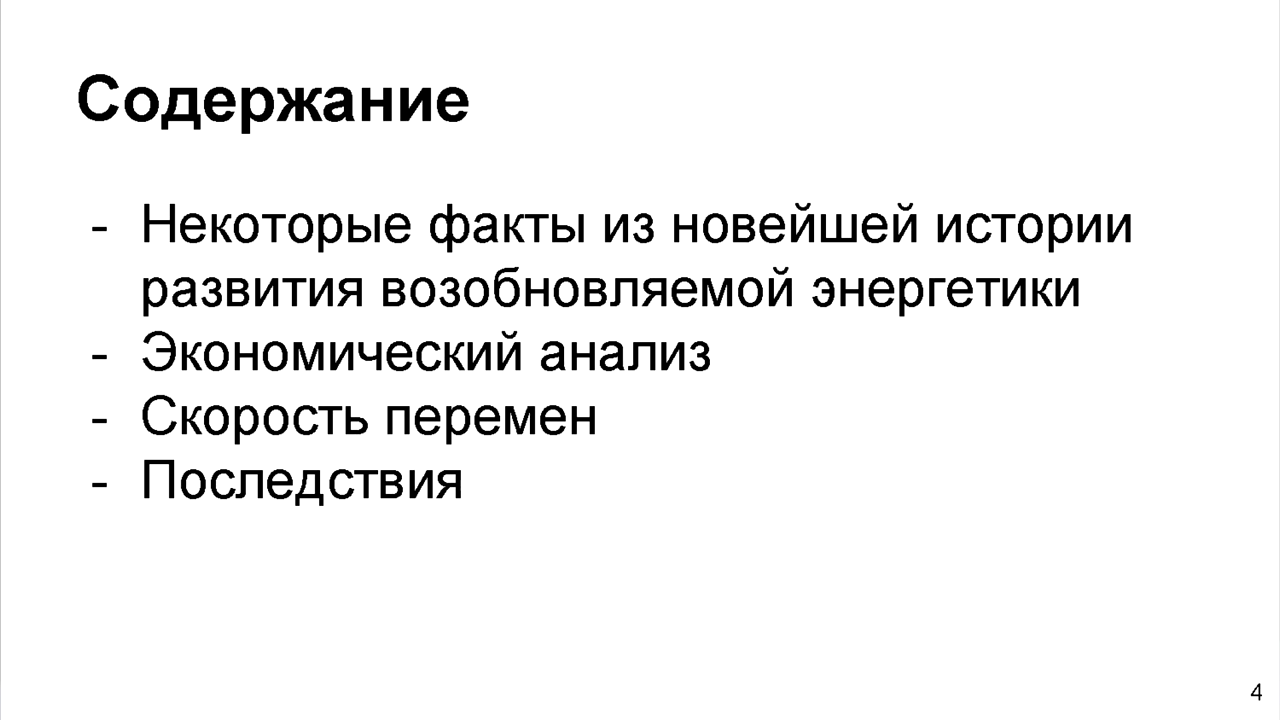 Содержание
- Некоторые факты из новейшей истории
развития возобновляемой энергетики
- Экономический анализ
- Скорость перемен
- Последствия
4